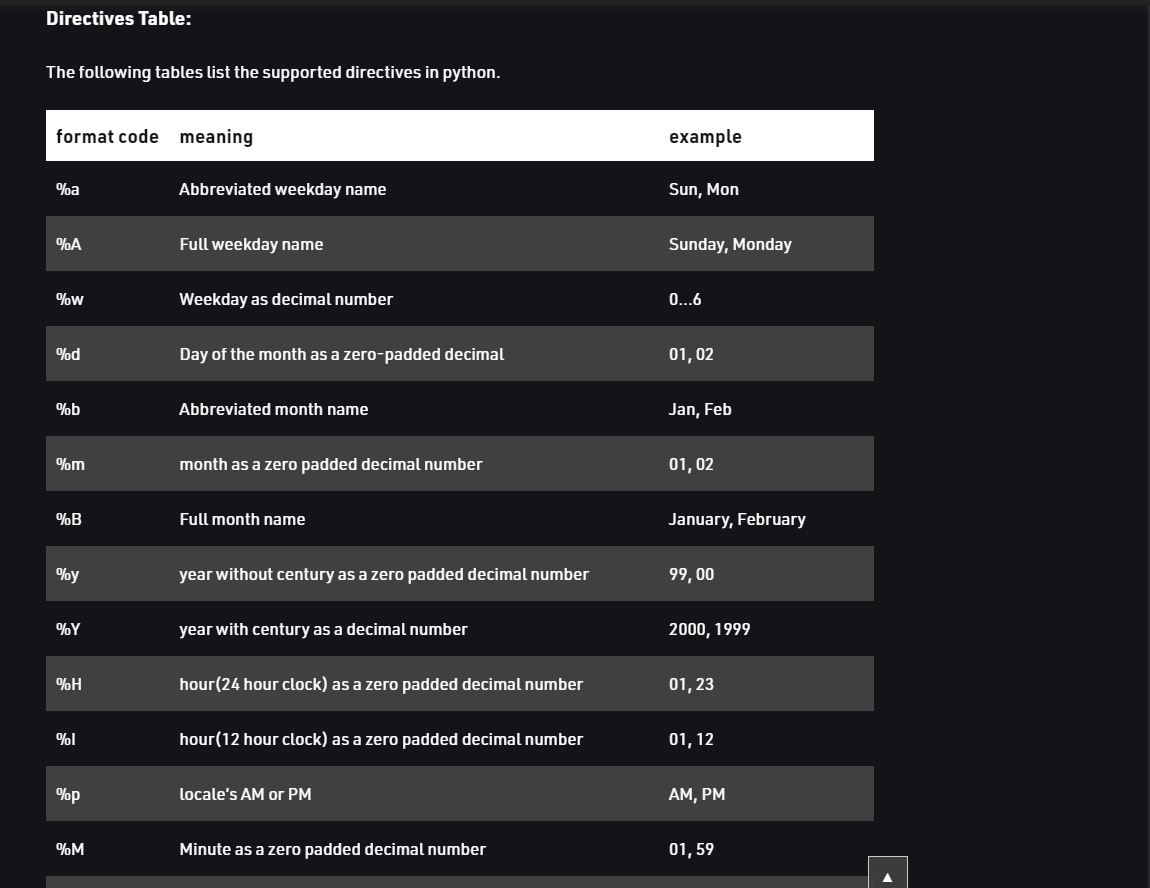 Directives Table:
The following tables list the supported directives in python.
format code meaning example
%a Abbreviated weekday name Sun, Mon
%A Full weekday name Sunday, Monday
%w Weekday as decimal number 0…6
%d Day of the month as a zero-padded decimal 01, 02
%b Abbreviated month name Jan, Feb
%m month as a zero padded decimal number 01, 02
%B Full month name January, February
%y year without century as a zero padded decimal number 99, 00
%Y year with century as a decimal number 2000, 1999
%H hour(24 hour clock) as a zero padded decimal number 01, 23
%I hour(12 hour clock) as a zero padded decimal number 01, 12
%p locale’s AM or PM AM, PM
%M Minute as a zero padded decimal number 01, 59